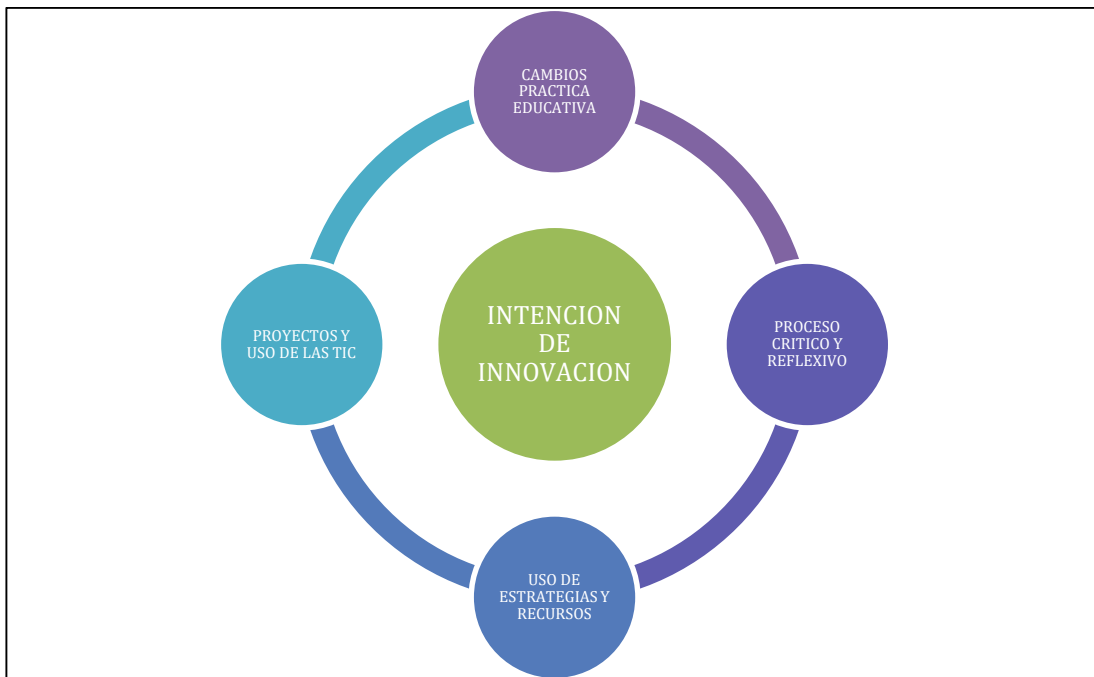 CAMBIOS
PRACTICA
EDUCATIVA
INTENCION
DE
INNOVACION
PROCESO
CRITICO Y
REFLEXIVO
USO DE
ESTRATEGIAS Y
RECURSOS
PROYECTOS Y
USO DE LAS TIC